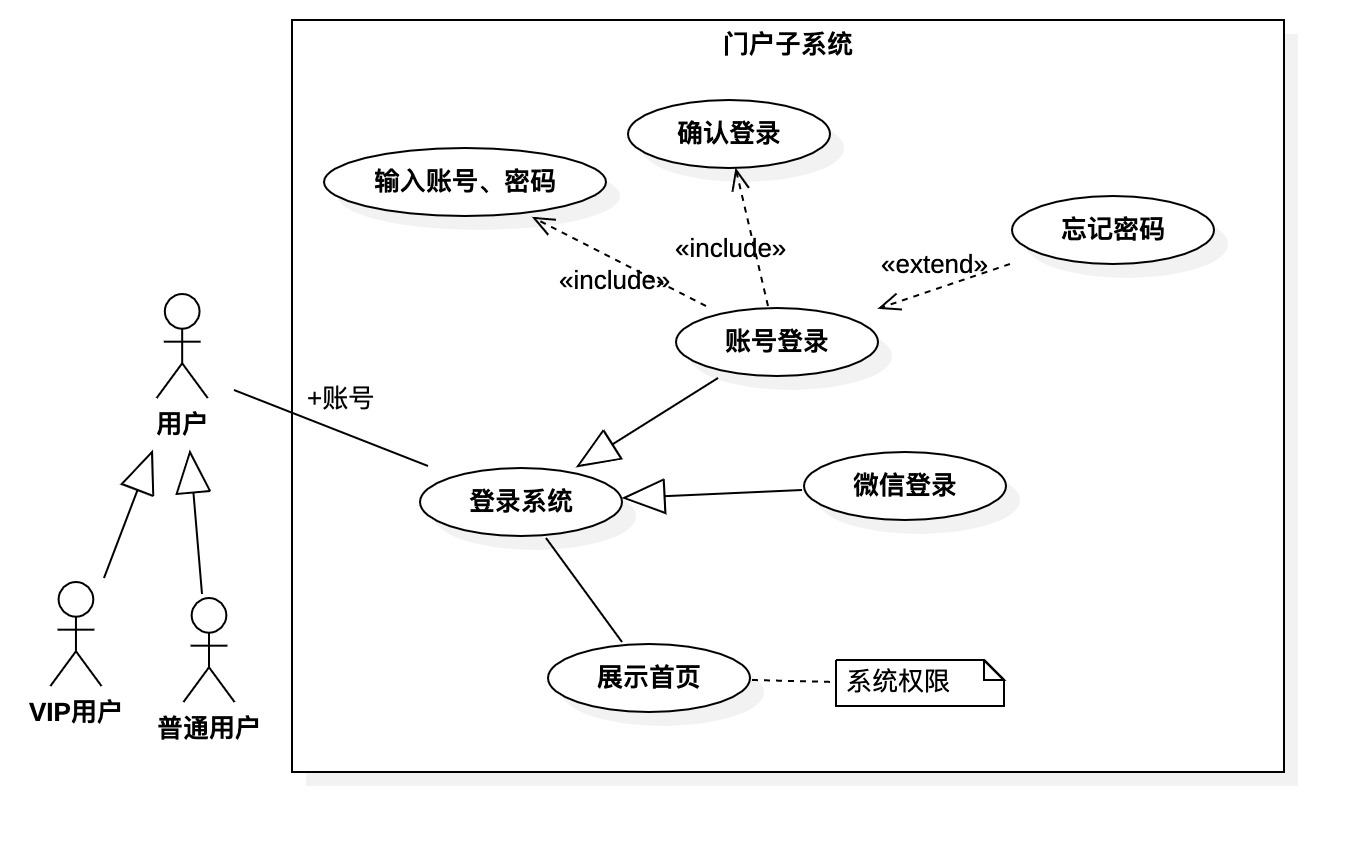 门户子系统
确认登录
输入账号、密码
忘记密码
«include»
«extend»
«include»
账号登录
+账号
用户
微信登录
登录系统
展示首页
系统权限
VIP用户
普通用户